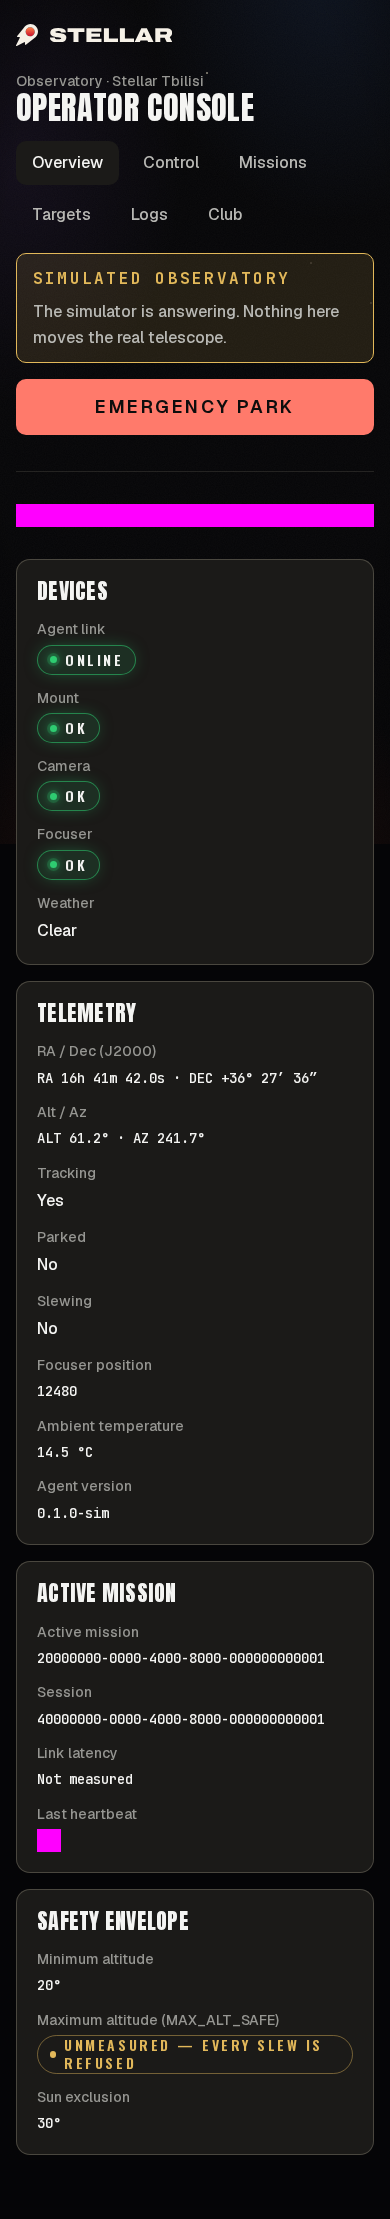 STELLAR
Observatory · Stellar Tbilisi
OPERATOR CONSOLE
Overview Control Missions
Targets Logs Club
SIMULATED OBSERVATORY
The simulator is answering. Nothing here
moves the real telescope.
EMERGENCY PARK
DEVICES
Agent link
ONLINE
Mount
OK
Camera
OK
Focuser
OK
Weather
Clear
TELEMETRY
RA / Dec (J2000)
RA 16h 41m 42.0s · DEC +36° 27′ 36″
Alt / Az
ALT 61.2° · AZ 241.7°
Tracking
Yes
Parked
No
Slewing
No
Focuser position
12480
Ambient temperature
14.5 °C
Agent version
0.1.0-sim
ACTIVE MISSION
Active mission
20000000-0000-4000-8000-000000000001
Session
40000000-0000-4000-8000-000000000001
Link latency
Not measured
Last heartbeat
SAFETY ENVELOPE
Minimum altitude
20°
Maximum altitude (MAX_ALT_SAFE)
UNMEASURED — EVERY SLEW IS
REFUSED
Sun exclusion
30°